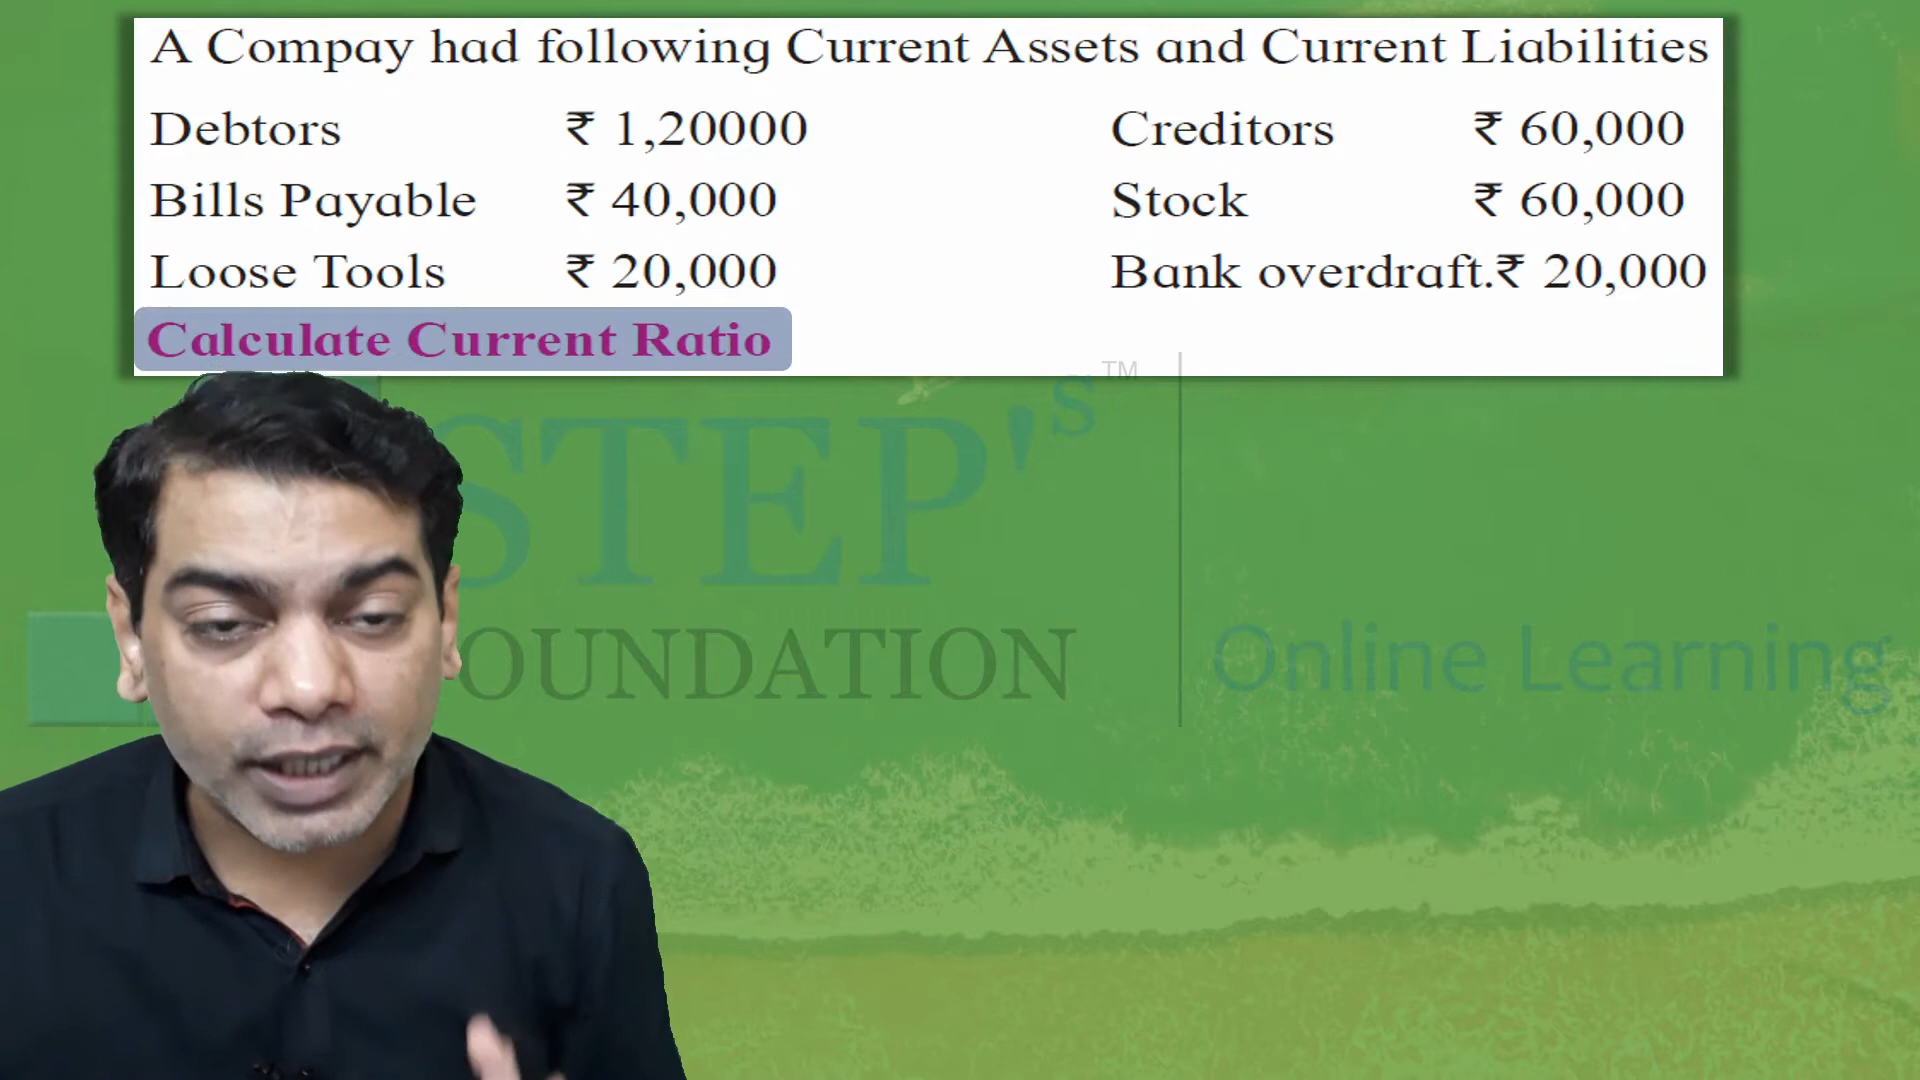 A Compay had following Current Assets and Current Liabilities
Debtors ₹ 1,20000 Creditors ₹ 60,000
Bills Payable ₹ 40,000 Stock ₹ 60,000
Loose Tools ₹ 20,000 Bank overdraft.₹ 20,000
Calculate Current Ratio
STEP's™
OUNDATION
Online Learning